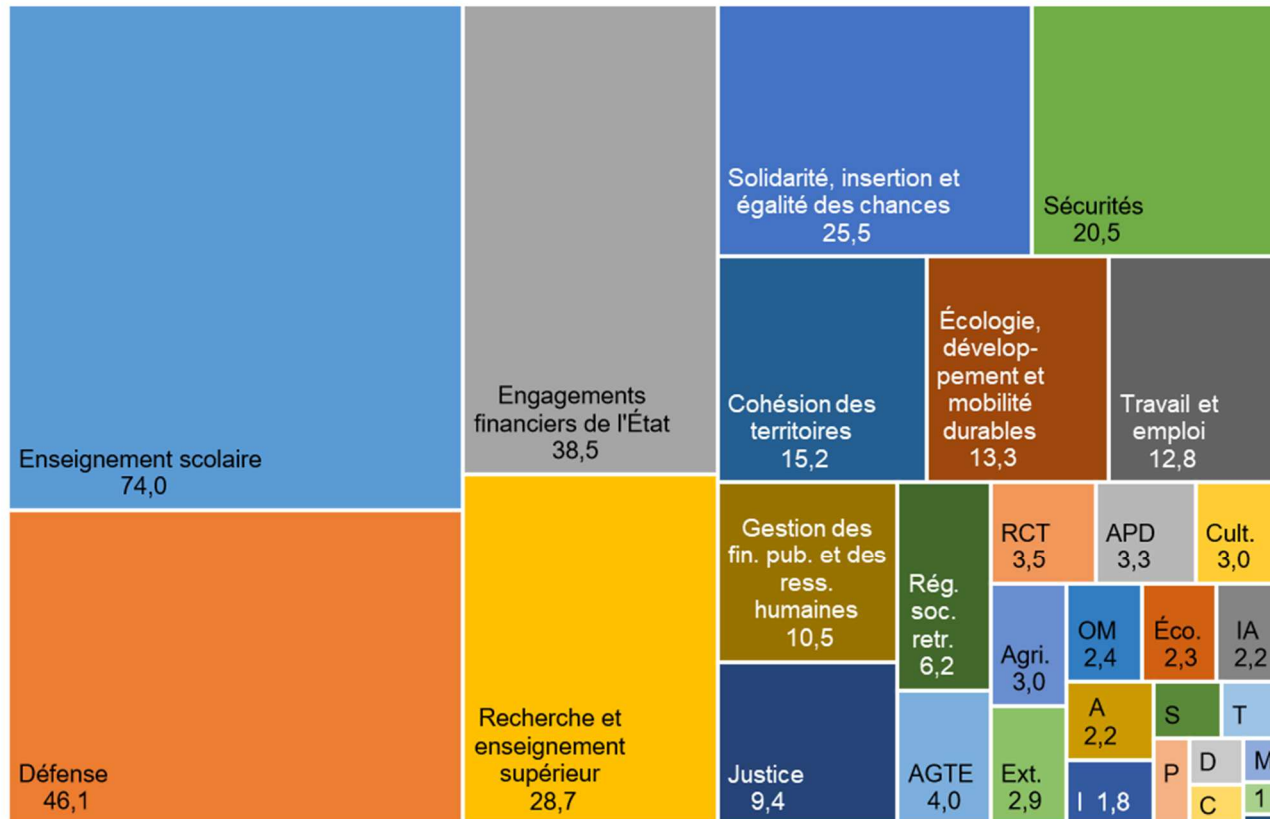 Enseignement scolaire
74,0
Défense
46,1
Engagements
financiers de l'État
38,5
Recherche et
enseignement
supérieur
28,7
Solidarité, insertion et
égalité des chances
25,5
Sécurités
20,5
Cohésion des
territoires
15,2
Écologie,
dévelop-
pement et
mobilité
durables
13,3
Travail et
emploi
12,8
Gestion des
fin. pub. et des
ress.
humaines
10,5
Justice
9,4
Rég.
soc.
retr.
6,2
AGTE
4,0
RCT
3,5
APD
3,3
Cult.
3,0
Agri.
3,0
Ext.
2,9
OM
2,4
Éco.
2,3
IA
2,2
A
2,2
I 1,8
S
T
P
D
C
M
1